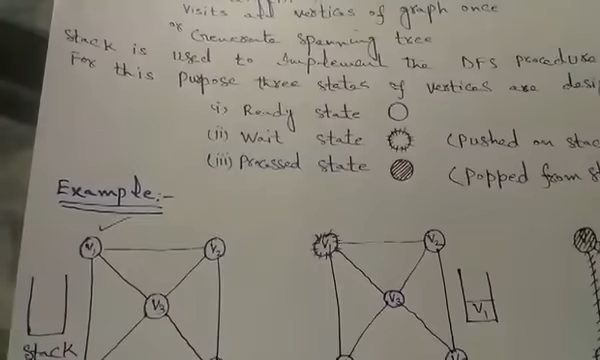 visits all vertices of graph once
or Generate spanning tree
Stack is used to implement the DFS procedure
For this purpose three states of vertices are
(i) Ready state
(ii) Wait state (pushed on
(iii) Processed state (popped from
Example:-
V1 V2 V1 V2
V3 V3 V1
Stack